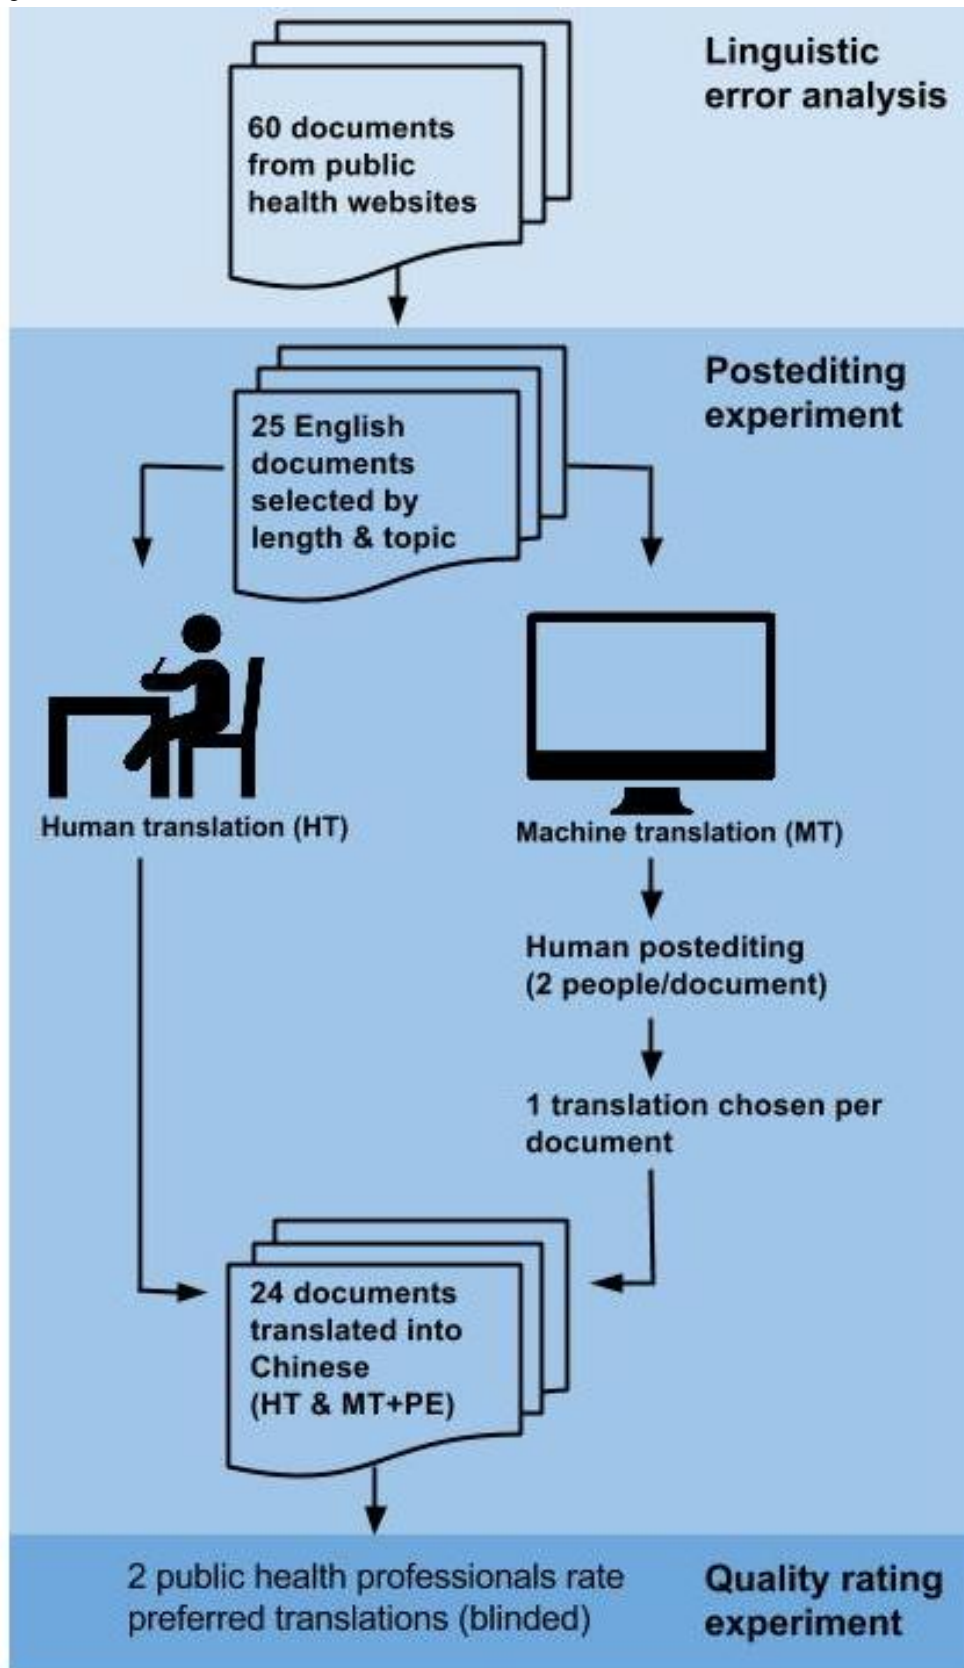 Linguistic
error analysis
60 documents
from public
health websites
Postediting
experiment
25 English
documents
selected by
length & topic
Human translation (HT)
Machine translation (MT)
Human postediting
(2 people/document)
1 translation chosen per
document
24 documents
translated into
Chinese
(HT & MT+PE)
2 public health professionals rate
preferred translations (blinded)
Quality rating
experiment